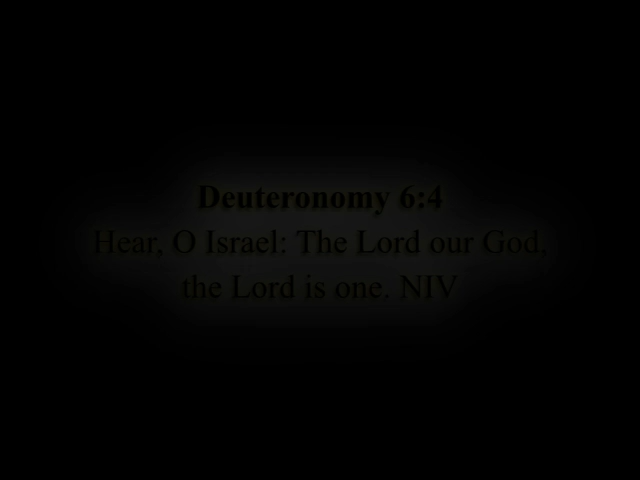 Deuteronomy 6:4
Hear, O Israel: The Lord our God,
the Lord is one. NIV